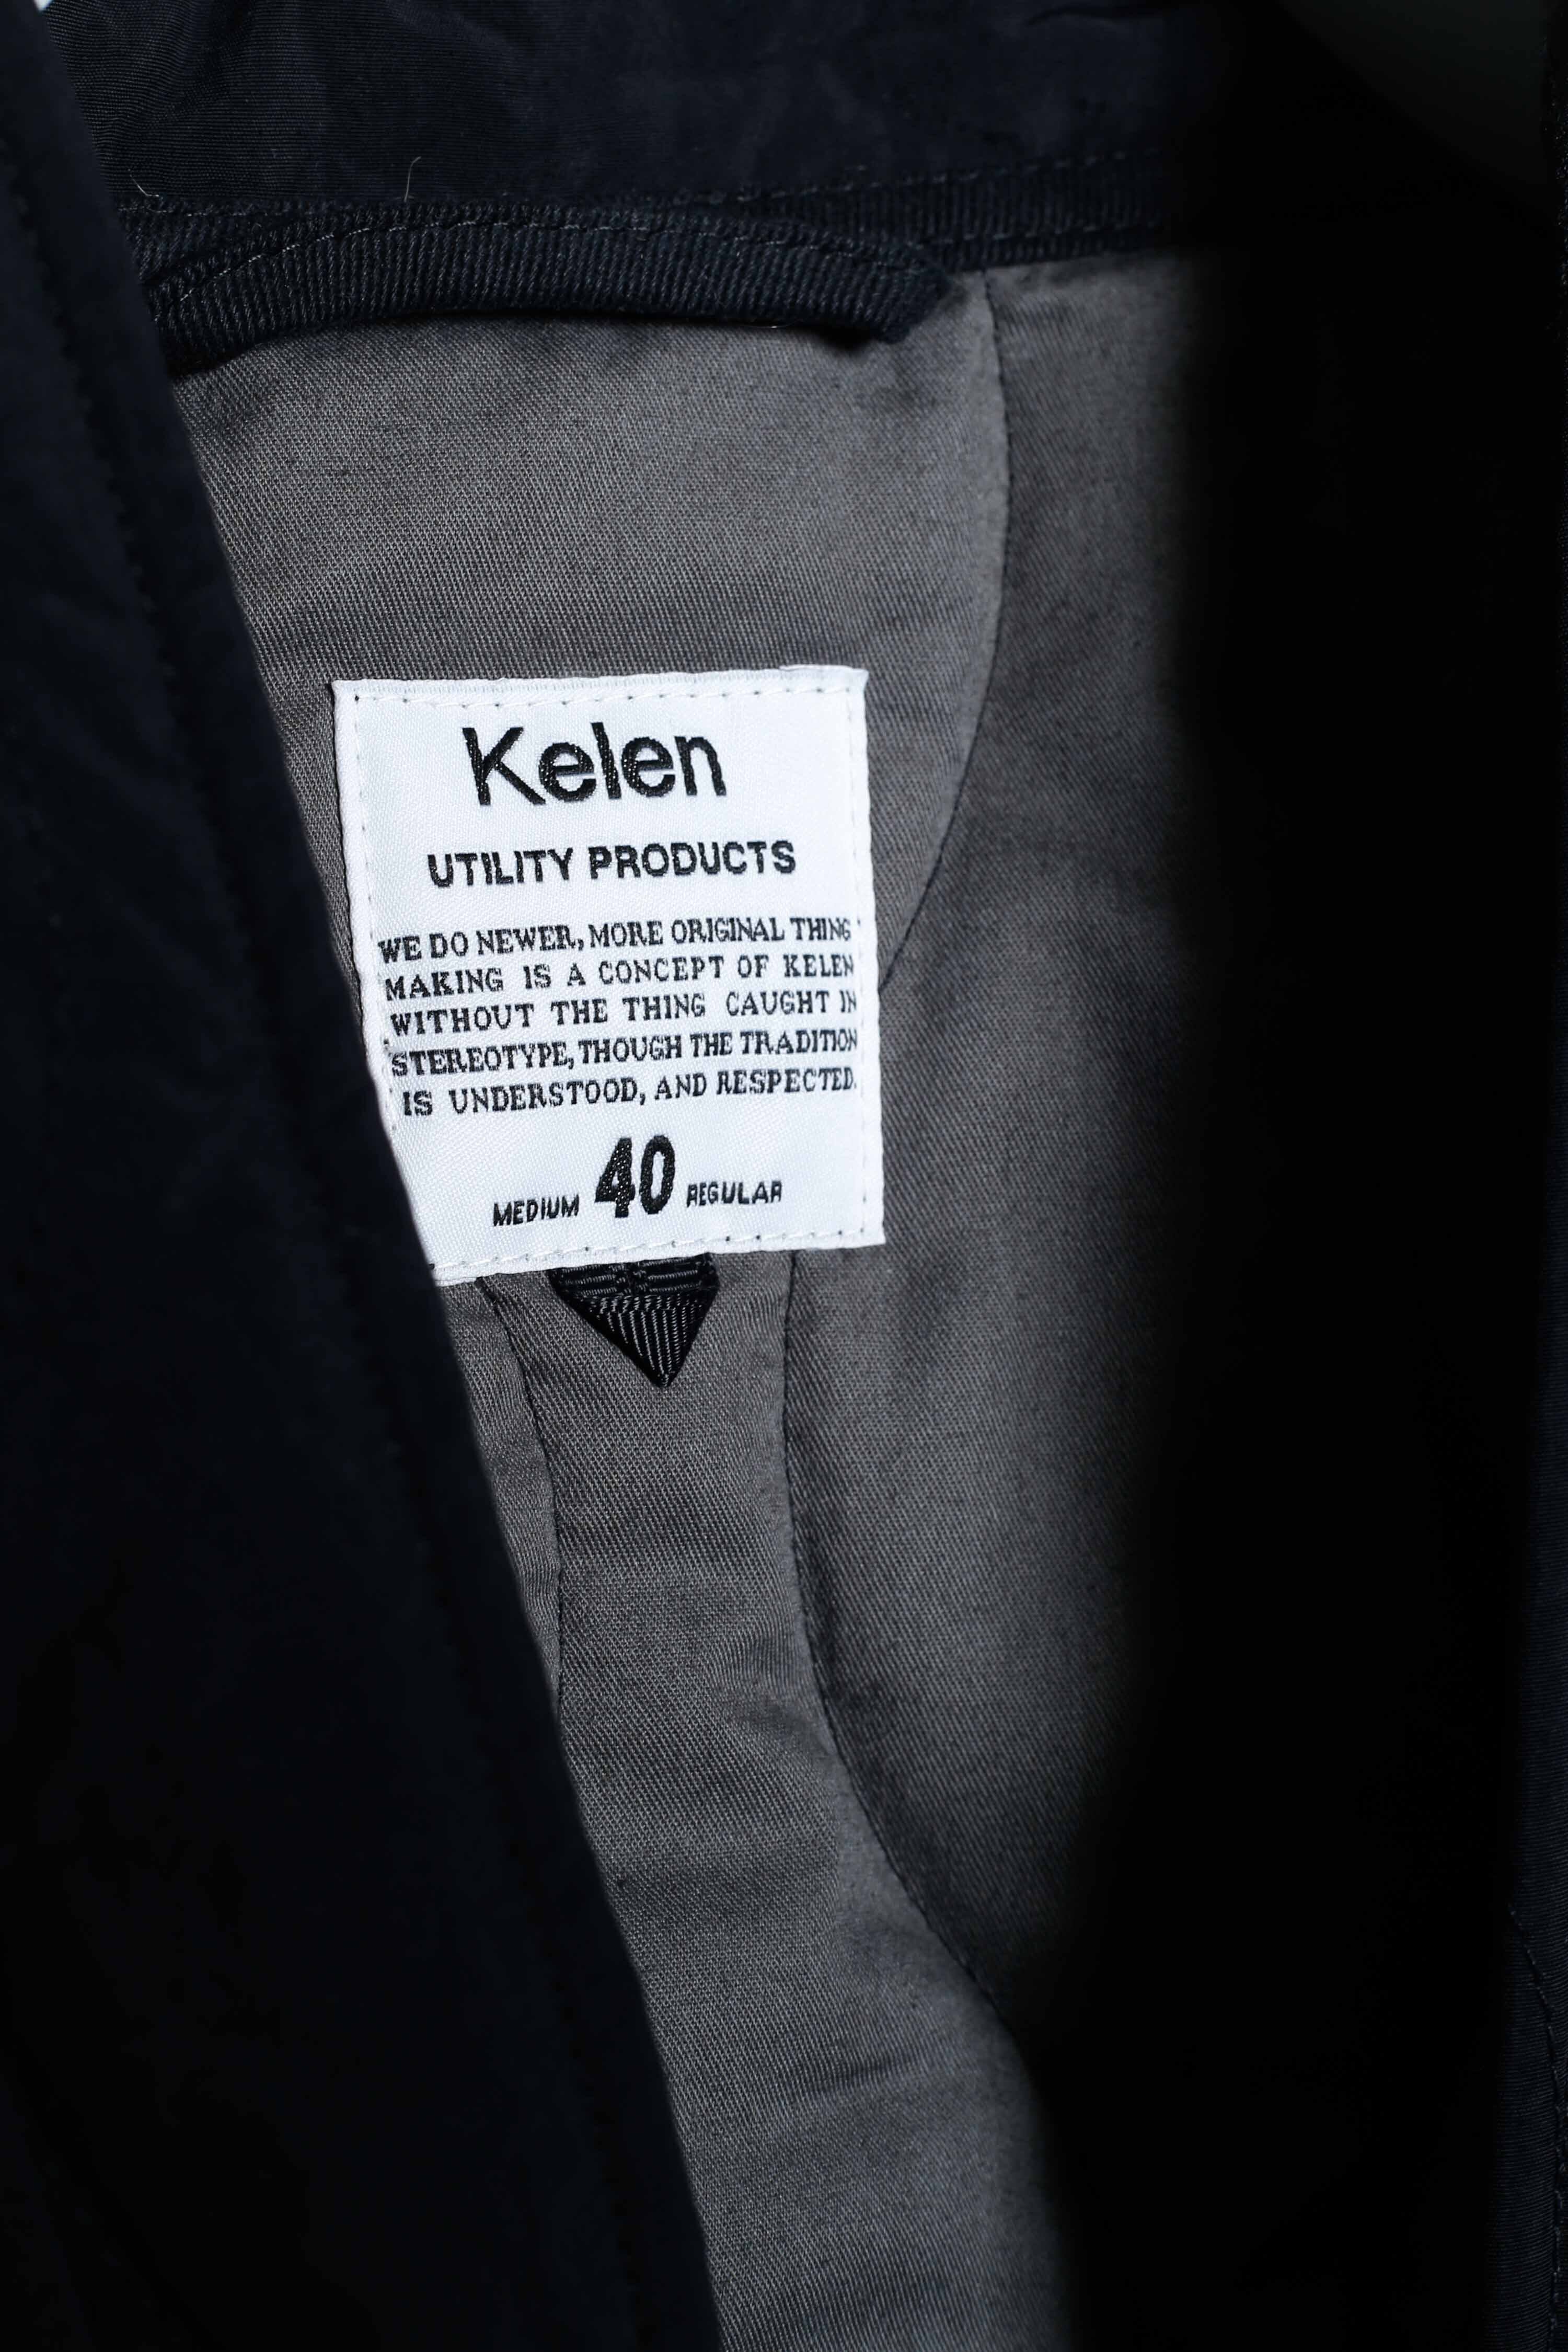 Kelen
UTILITY PRODUCTS
WE DO NEWER, MORE ORIGINAL THING
MAKING IS A CONCEPT OF KELEN
WITHOUT THE THING CAUGHT IN
STEREOTYPE, THOUGH THE TRADITION
IS UNDERSTOOD, AND RESPECTED.
MEDIUM 40 REGULAR